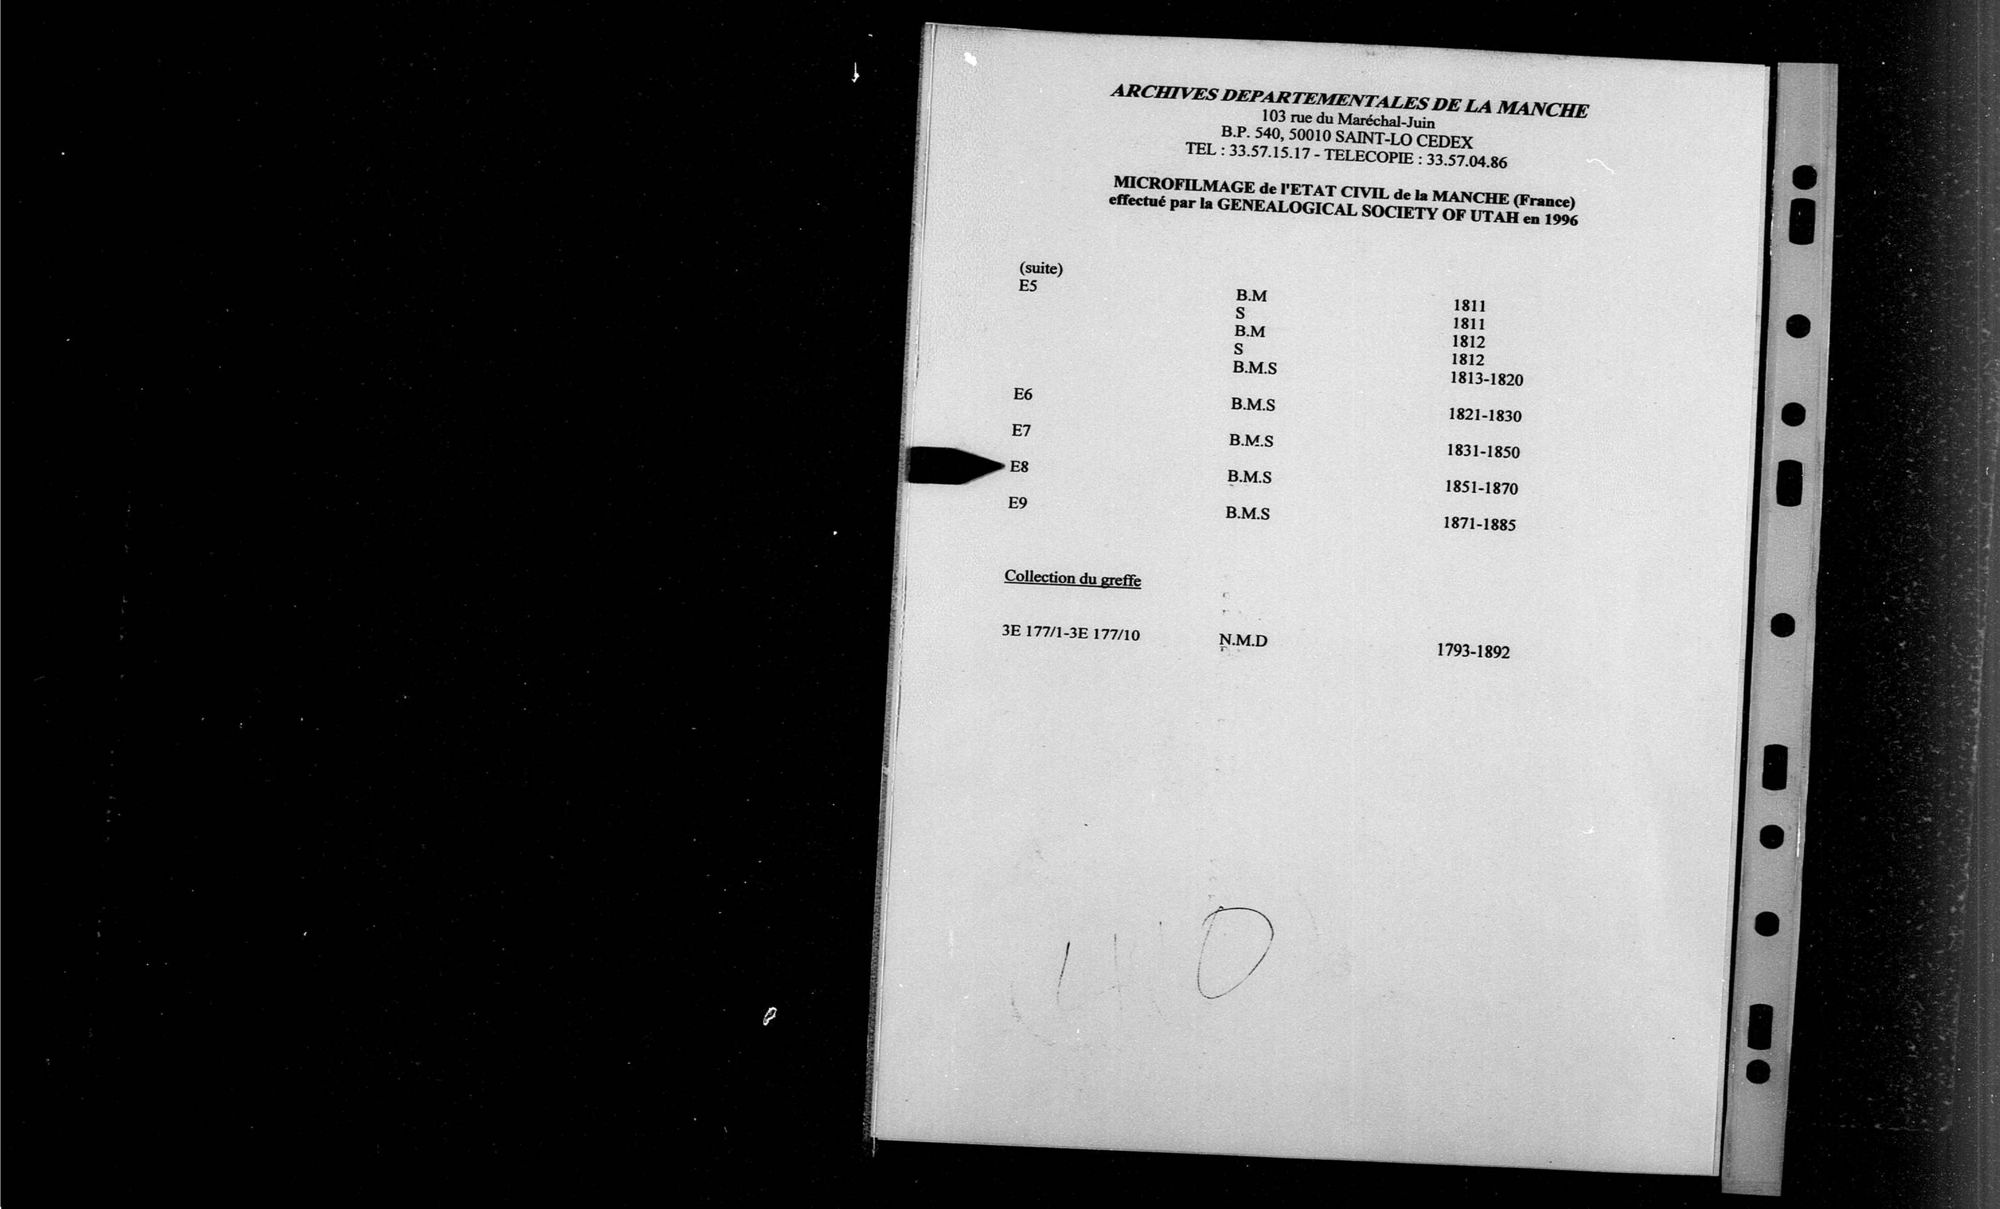 ARCHIVES DEPARTEMENTALES DE LA MANCHE
103 rue du Maréchal-Juin
B.P. 540, 50010 SAINT-LO CEDEX
TEL : 33.57.15.17 - TELECOPIE : 33.57.04.86
MICROFILMAGE de l'ETAT CIVIL de la MANCHE (France)
effectué par la GENEALOGICAL SOCIETY OF UTAH en 1996
(suite)
E5 B.M 1811
S 1811
B.M 1812
S 1812
B.M.S 1813-1820
E6 B.M.S 1821-1830
E7 B.M.S 1831-1850
E8 B.M.S 1851-1870
E9 B.M.S 1871-1885
Collection du greffe
3E 177/1-3E 177/10 N.M.D 1793-1892